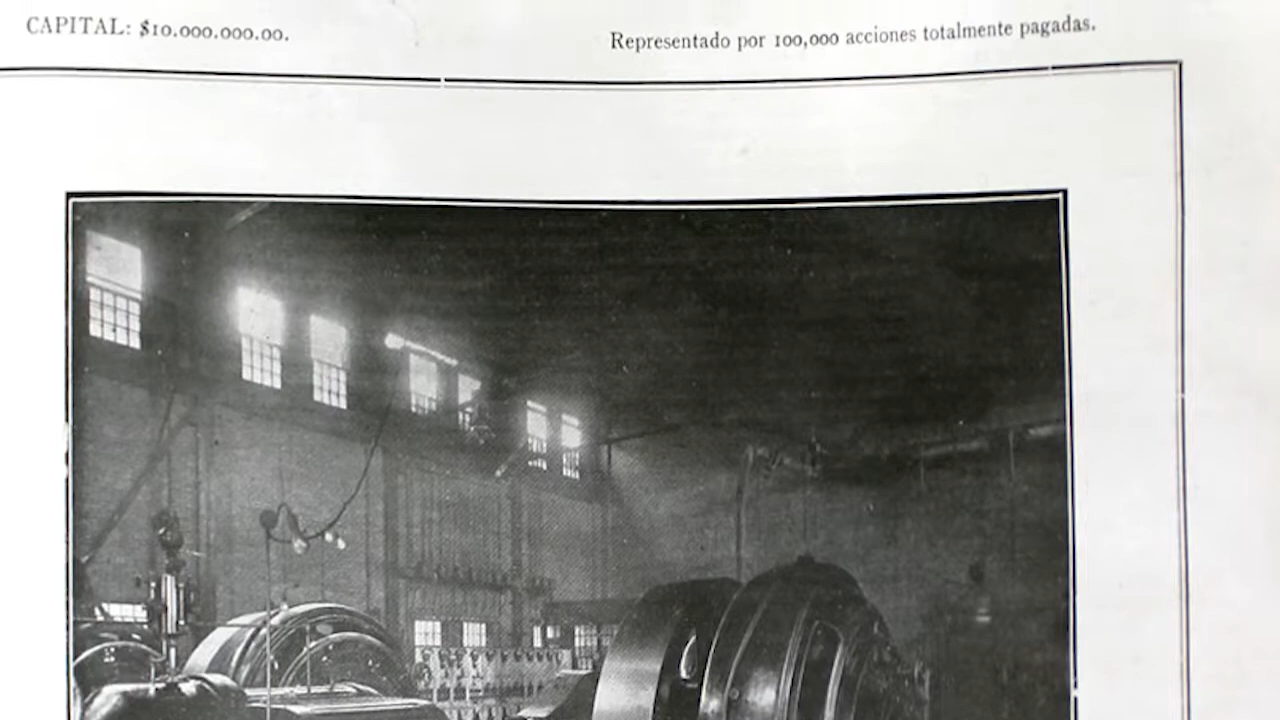 CAPITAL: $10.000.000.00.
Representado por 100,000 acciones totalmente pagadas.